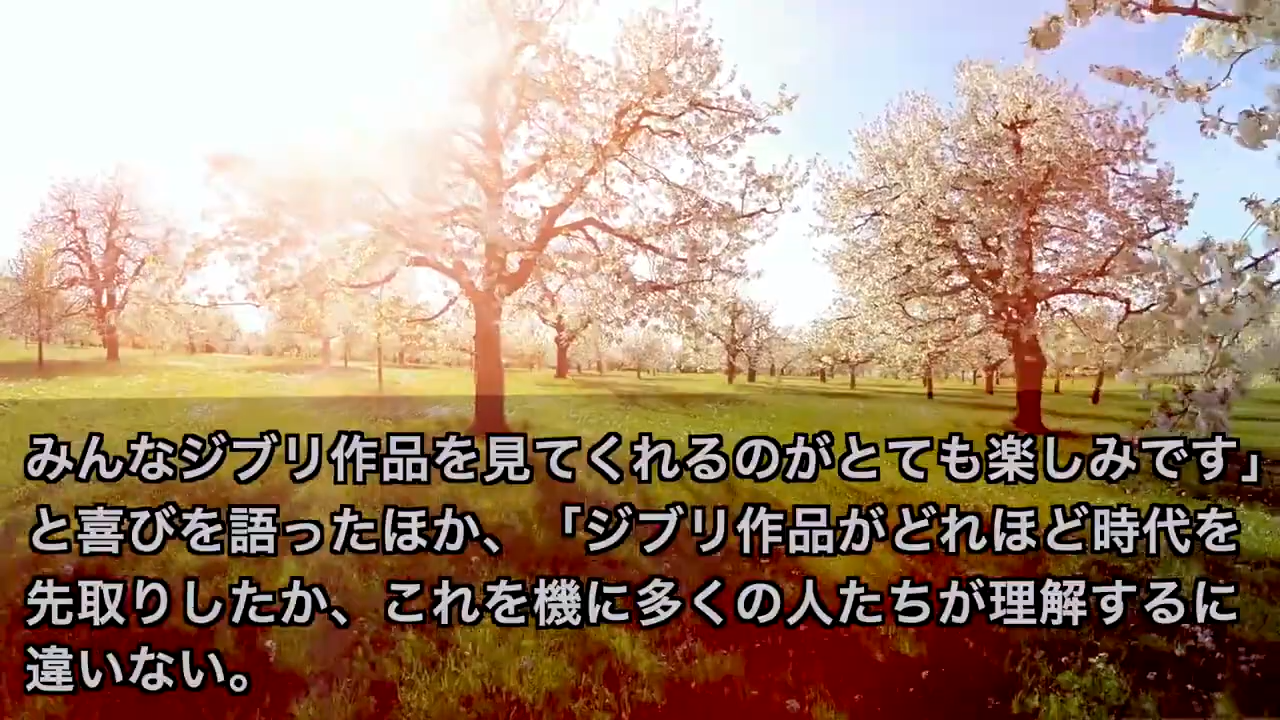 みんなジブリ作品を見てくれるのがとても楽しみです」
と喜びを語ったほか、「ジブリ作品がどれほど時代を
先取りしたか、これを機に多くの人たちが理解するに
違いない。